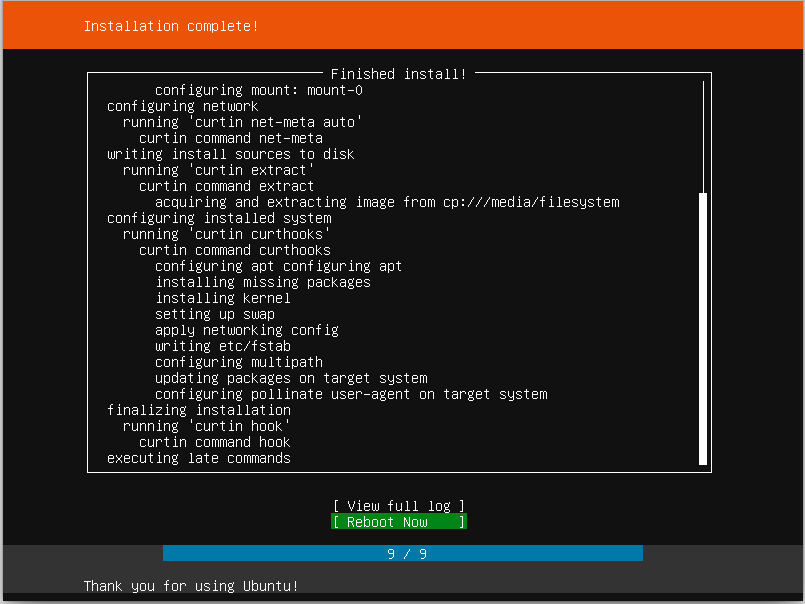 Installation complete!
Finished install!
configuring mount: mount-0
configuring network
running 'curtin net-meta auto'
curtin command net-meta
writing install sources to disk
running 'curtin extract'
curtin command extract
acquiring and extracting image from cp:///media/filesystem
configuring installed system
running 'curtin curthooks'
curtin command curthooks
configuring apt configuring apt
installing missing packages
installing kernel
setting up swap
apply networking config
writing etc/fstab
configuring multipath
updating packages on target system
configuring pollinate user-agent on target system
finalizing installation
running 'curtin hook'
curtin command hook
executing late commands
[ View full log ]
[ Reboot Now ]
9 / 9
Thank you for using Ubuntu!